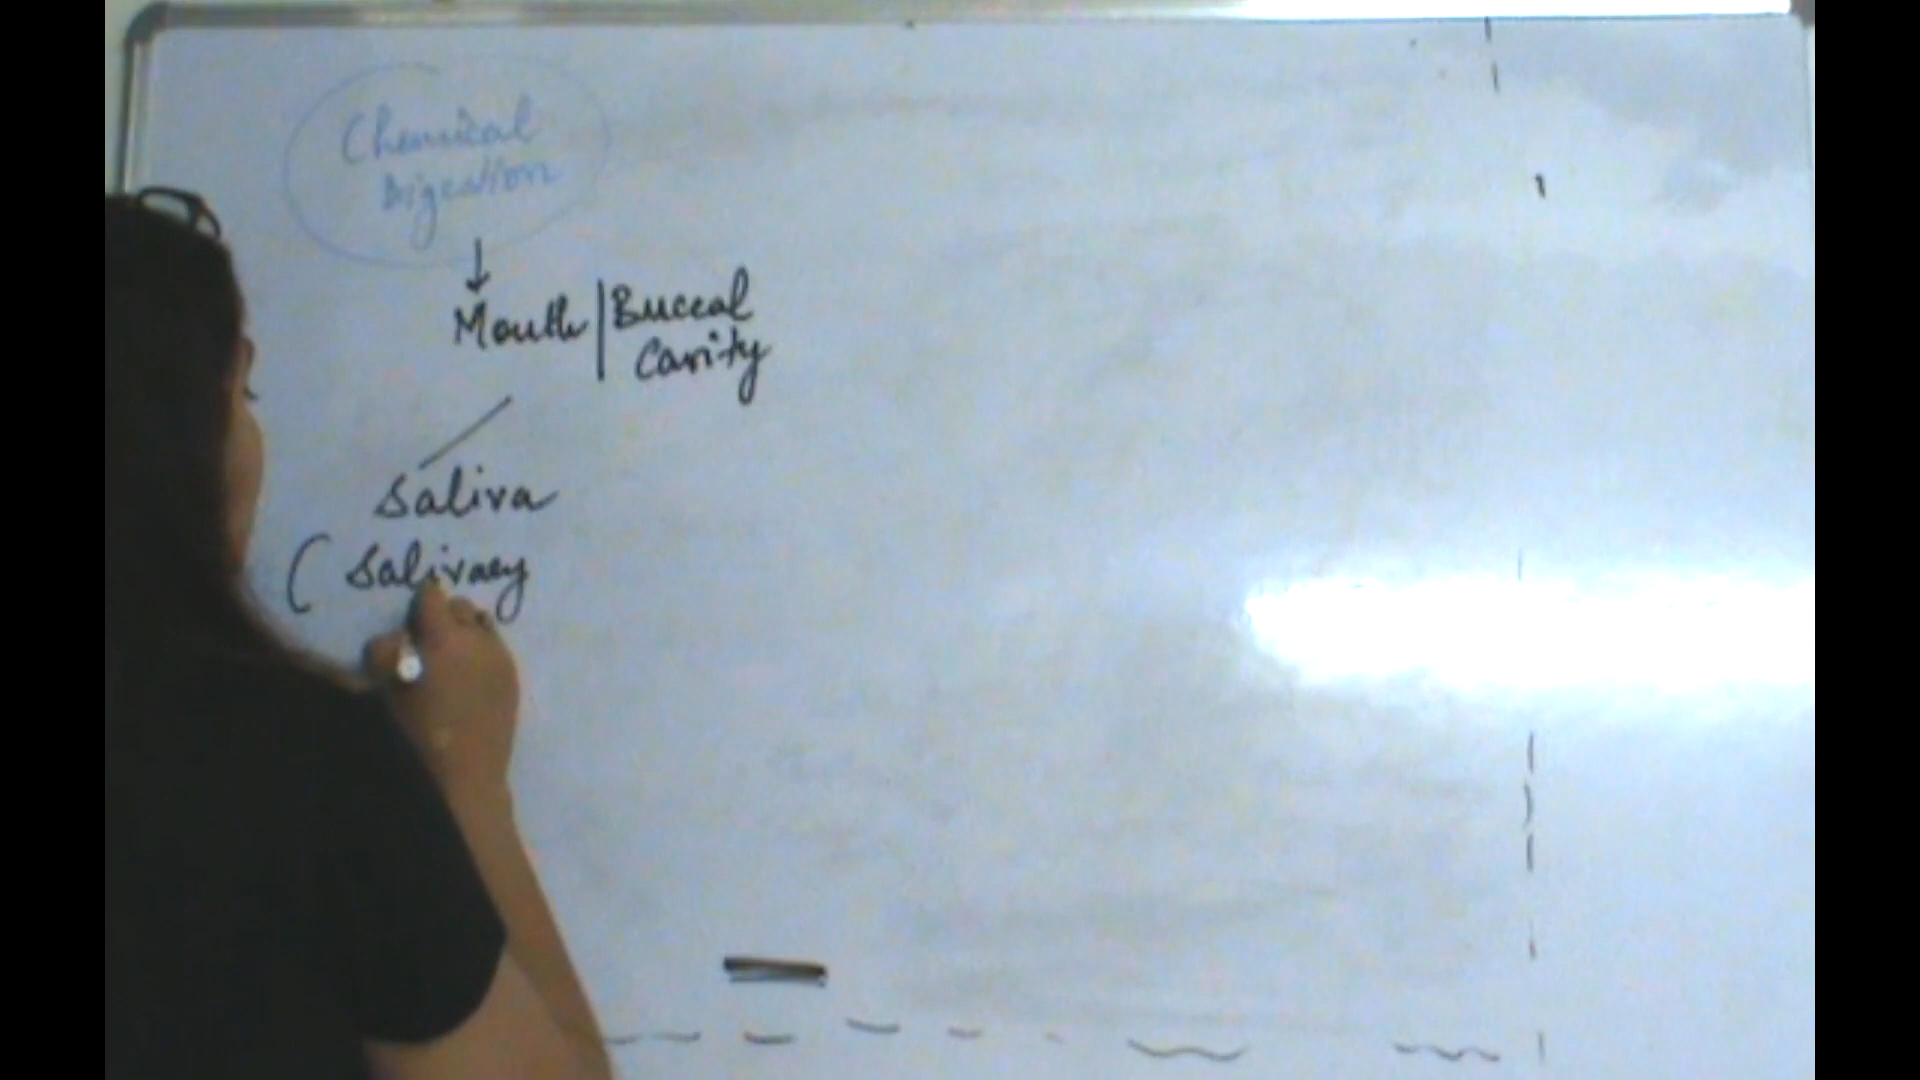 Chemical
Digestion
Mouth | Buccal
Cavity
Saliva
( Salivary